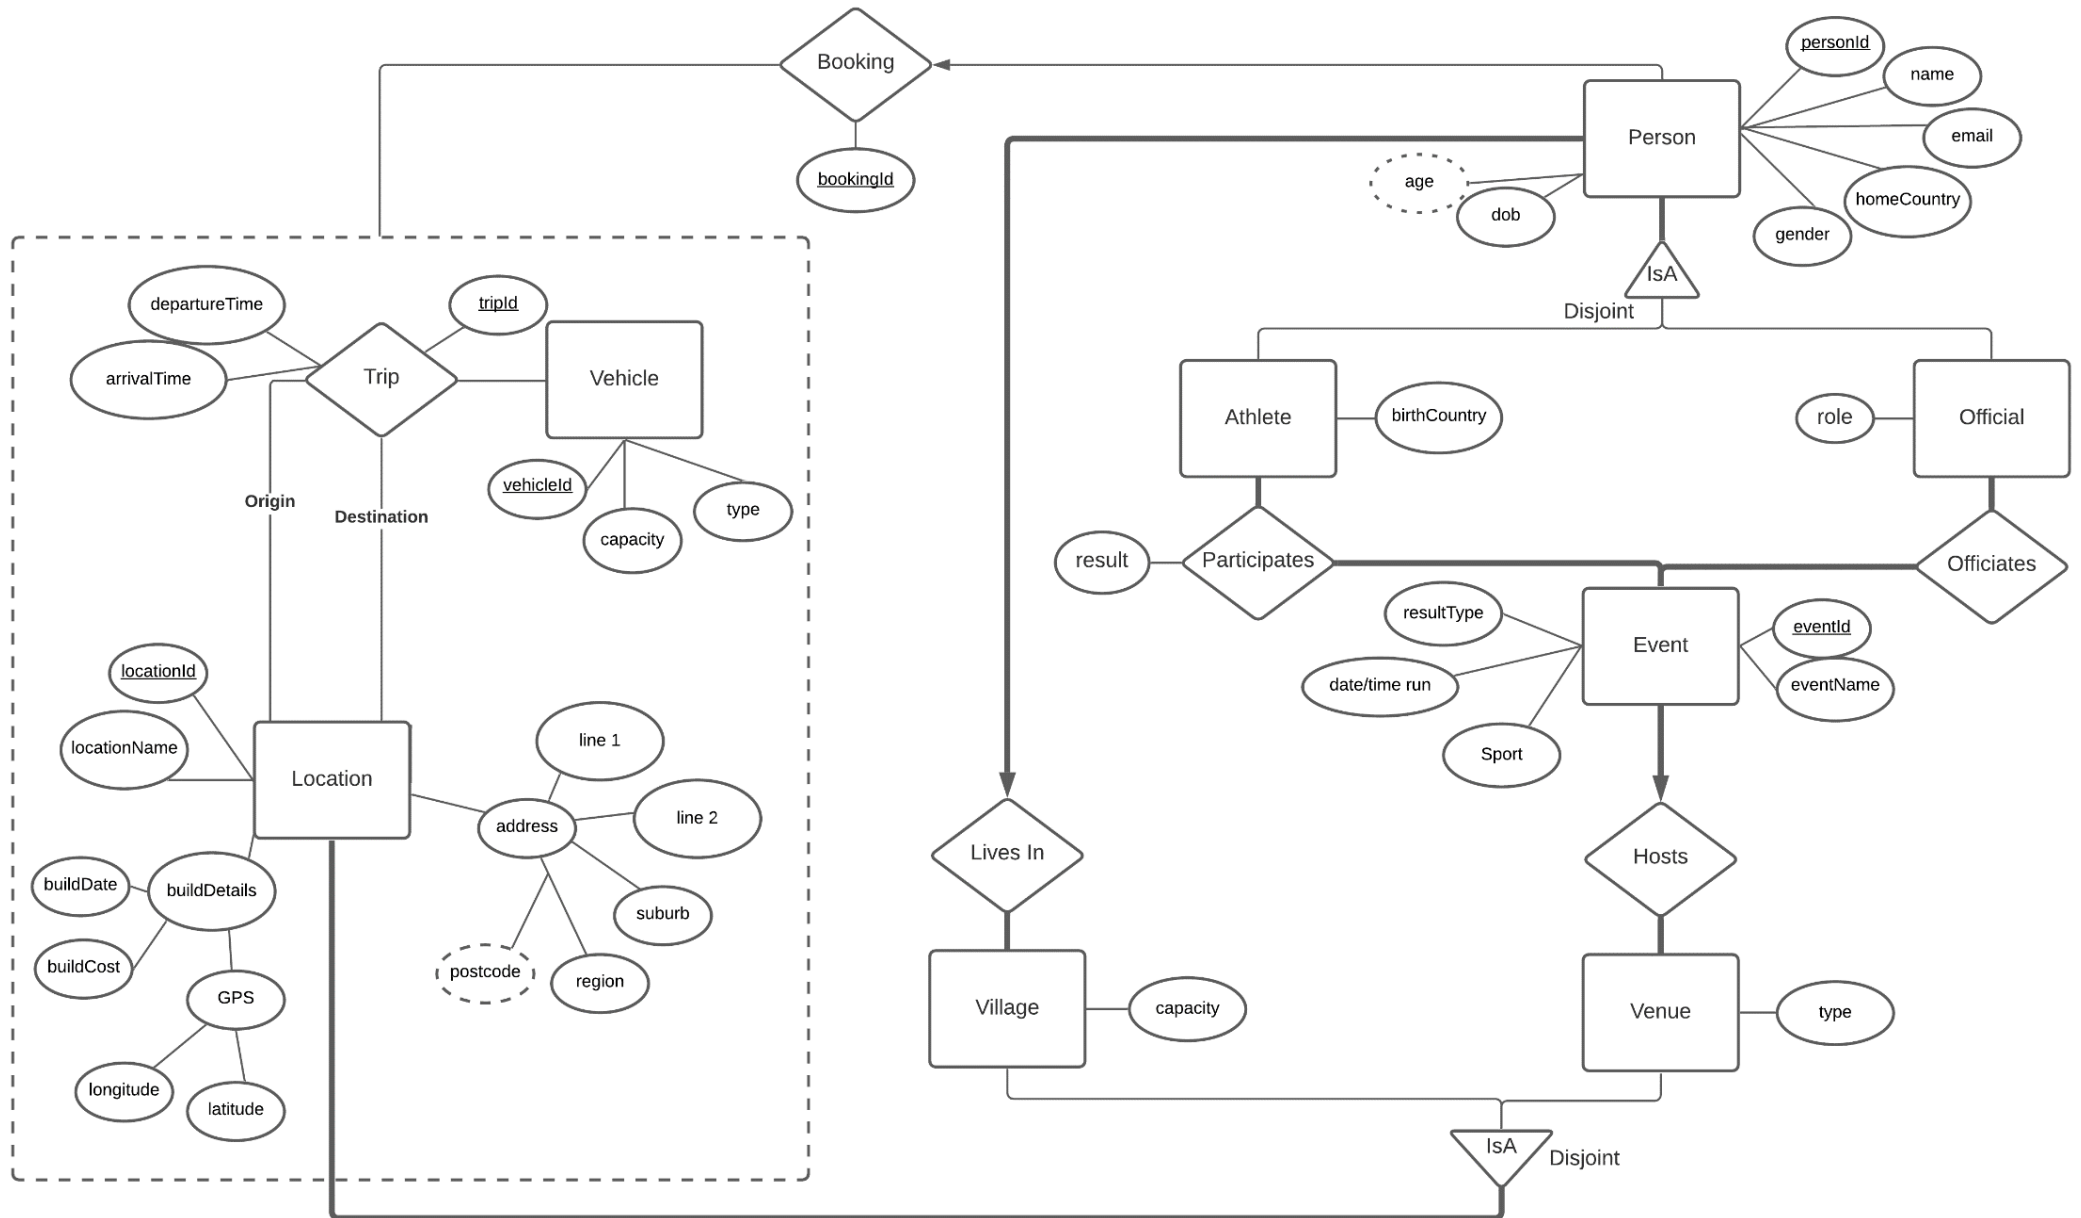 Booking
bookingId
Person
personId
name
email
homeCountry
gender
age
dob
IsA
Disjoint
departureTime
arrivalTime
Trip
tripId
Vehicle
vehicleId
capacity
type
Origin
Destination
Athlete
birthCountry
role
Official
result
Participates
Officiates
resultType
date/time run
Sport
Event
eventId
eventName
locationId
locationName
Location
address
line 1
line 2
suburb
region
postcode
buildDetails
buildDate
buildCost
GPS
longitude
latitude
Lives In
Hosts
Village
capacity
Venue
type
IsA
Disjoint